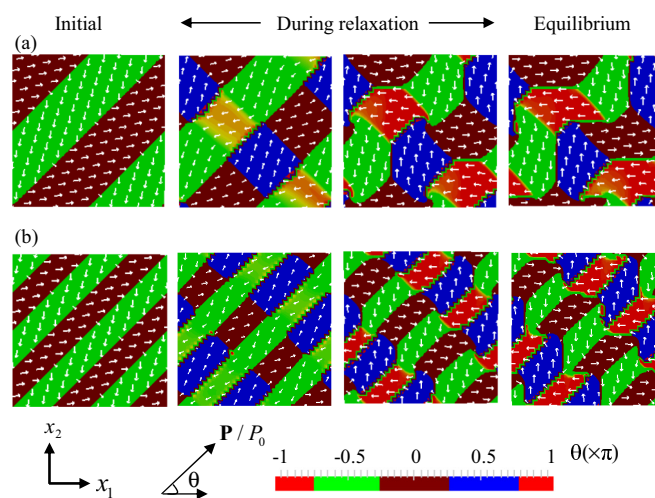 Initial During relaxation Equilibrium
(a)
(b)
x₂
x₁
P / P₀
θ
-1 -0.5 0 0.5 1 θ(×π)